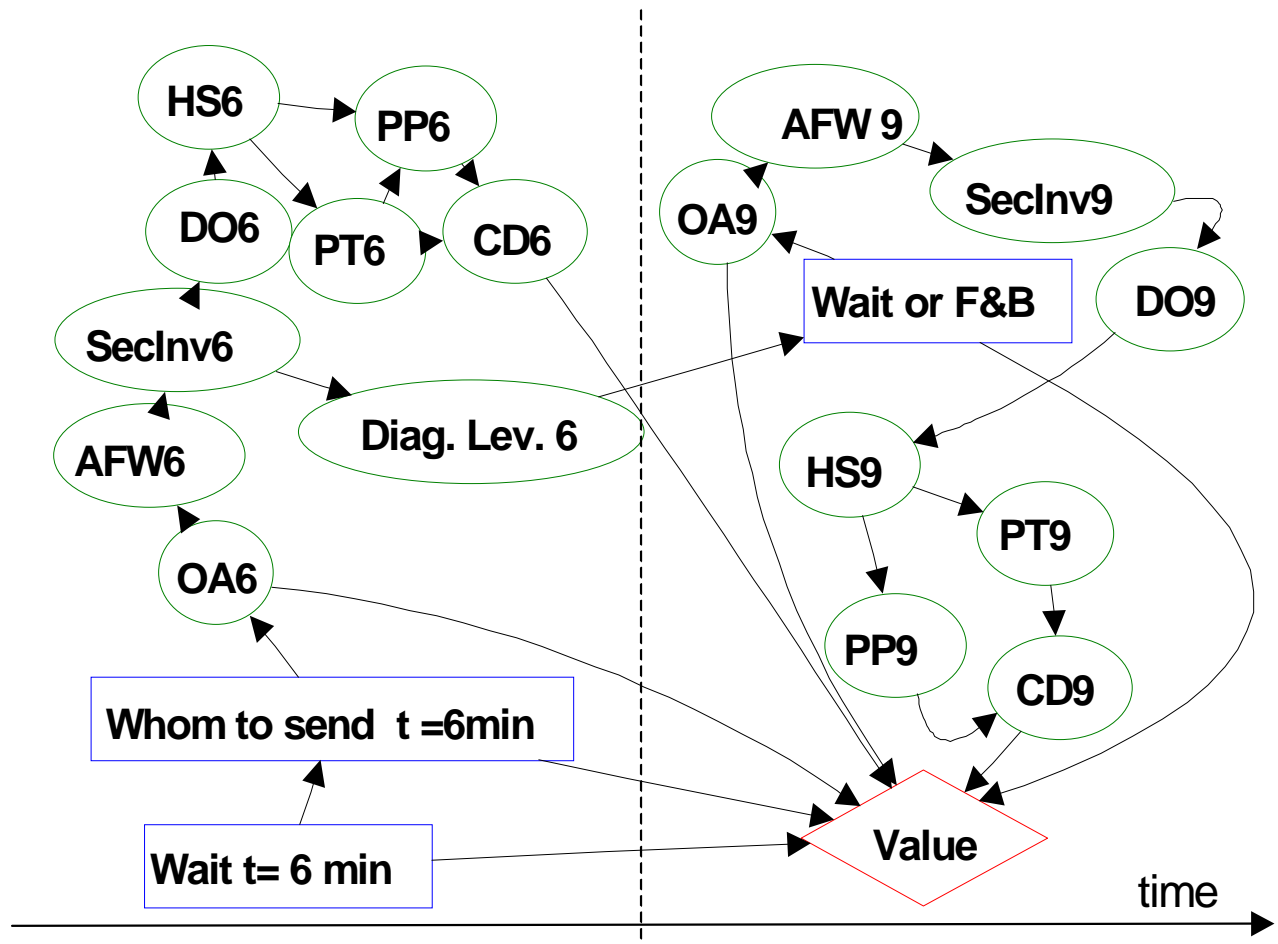 HS6
PP6
DO6
PT6
CD6
SecInv6
Diag. Lev. 6
AFW6
OA6
Whom to send t =6min
Wait t= 6 min
AFW 9
SecInv9
OA9
Wait or F&B
DO9
HS9
PT9
PP9
CD9
Value
time